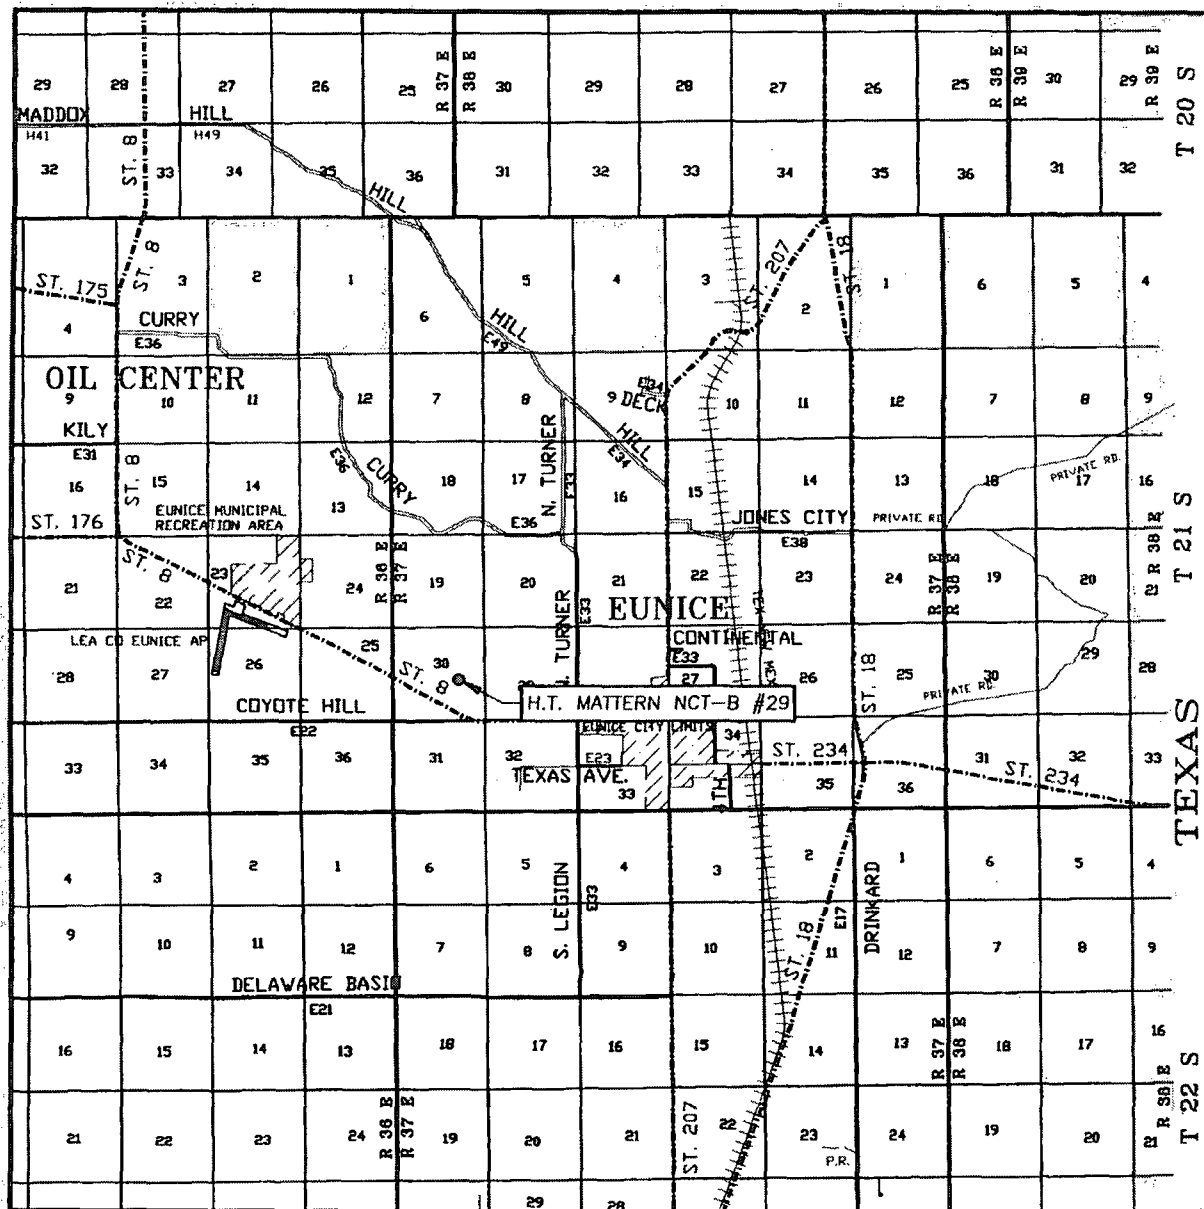 29 28 27 26 25 R 37 E R 38 E 30 29 28 27 26 25 R 38 E R 39 E 30 29 R 39 E
T 20 S
MADDOX HILL
H41 H49
ST. 8
32 33 34 35 36 31 32 33 34 35 36 31 32
HILL
ST. 175
ST. 8
3 2 1 5 4 3 ST. 207 ST. 18 1 6 5 4
4 6 2
CURRY
E36
HILL
E49
OIL CENTER
9 10 11 12 7 8 9 DECK 10 11 12 7 8 9
E34
KILY
E31
HILL
E34
N. TURNER
E33
ST. 8
E36
CURRY
PRIVATE RD.
16 15 14 13 18 17 16 15 14 13 18 17 16
EUNICE MUNICIPAL
RECREATION AREA
ST. 176
E36
JONES CITY
E38
PRIVATE RD
T 21 S
ST. 8
21 22 23 24 R 36 E R 37 E 19 20 21 22 23 24 R 37 E R 38 E 19 20 21 R 38 E
E33
EUNICE
CONTINENTAL
E33
TURNER
LEA CO EUNICE AP
28 27 26 25 30 27 26 25 30 29 28
ST. 8
ST. 18
PRIVATE RD.
H.T. MATTERN NCT-B #29
COYOTE HILL
E22
EUNICE CITY LIMITS
33 34 35 36 31 32 33 34 35 36 31 32 33
E23
TEXAS AVE.
ST. 234
ST. 234
TEXAS
4 3 2 1 6 5 4 3 2 1 6 5 4
S. LEGION
E33
DRINKARD
E17
ST. 18
9 10 11 12 7 8 9 10 11 12 7 8 9
DELAWARE BASIN
E21
16 15 14 13 18 17 16 15 14 13 R 37 E R 38 E 18 17 16
R 38 E
T 22 S
21 22 23 24 R 36 E R 37 E 19 20 21 ST. 207 22 23 24 19 20 21
P.R.
29 28